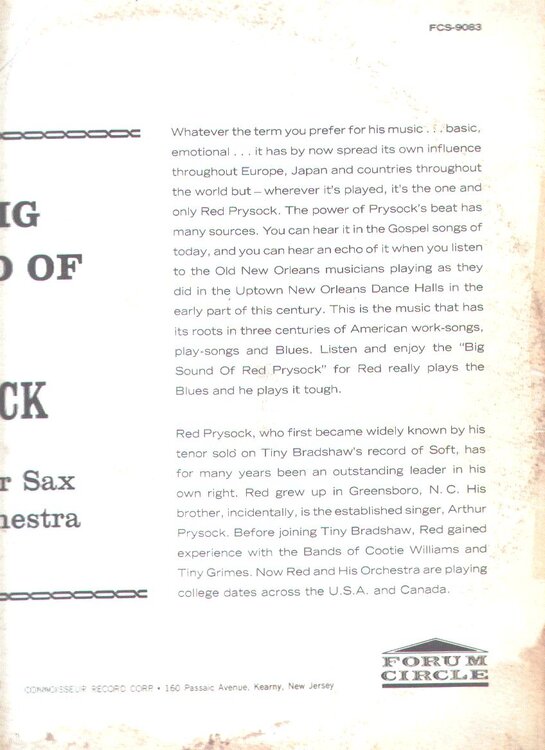 FCS-9083
IG
O OF
CK
r Sax
hestra
Whatever the term you prefer for his music . . . basic,
emotional . . . it has by now spread its own influence
throughout Europe, Japan and countries throughout
the world but – wherever it's played, it's the one and
only Red Prysock. The power of Prysock's beat has
many sources. You can hear it in the Gospel songs of
today, and you can hear an echo of it when you listen
to the Old New Orleans musicians playing as they
did in the Uptown New Orleans Dance Halls in the
early part of this century. This is the music that has
its roots in three centuries of American work-songs,
play-songs and Blues. Listen and enjoy the "Big
Sound Of Red Prysock" for Red really plays the
Blues and he plays it tough.
Red Prysock, who first became widely known by his
tenor solo on Tiny Bradshaw's record of Soft, has
for many years been an outstanding leader in his
own right. Red grew up in Greensboro, N. C. His
brother, incidentally, is the established singer, Arthur
Prysock. Before joining Tiny Bradshaw, Red gained
experience with the Bands of Cootie Williams and
Tiny Grimes. Now Red and His Orchestra are playing
college dates across the U.S.A. and Canada.
FORUM
CIRCLE
CONNOISSEUR RECORD CORP • 160 Passaic Avenue, Kearny, New Jersey